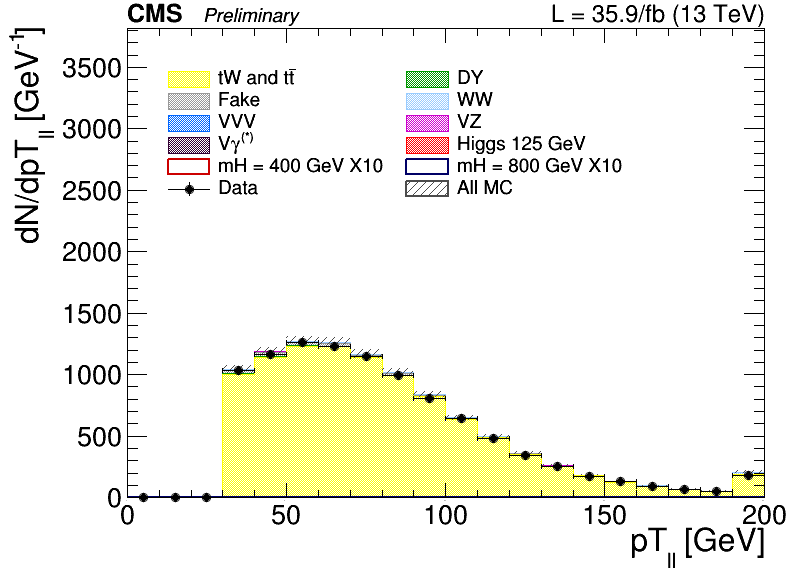 CMS Preliminary L = 35.9/fb (13 TeV)
dN/dpT_ll [GeV⁻¹]
3500
3000
2500
2000
1500
1000
500
0
tW and tt̄ DY
Fake WW
VVV VZ
Vγ⁽*⁾ Higgs 125 GeV
mH = 400 GeV X10 mH = 800 GeV X10
Data All MC
0 50 100 150 200
pT_ll [GeV]